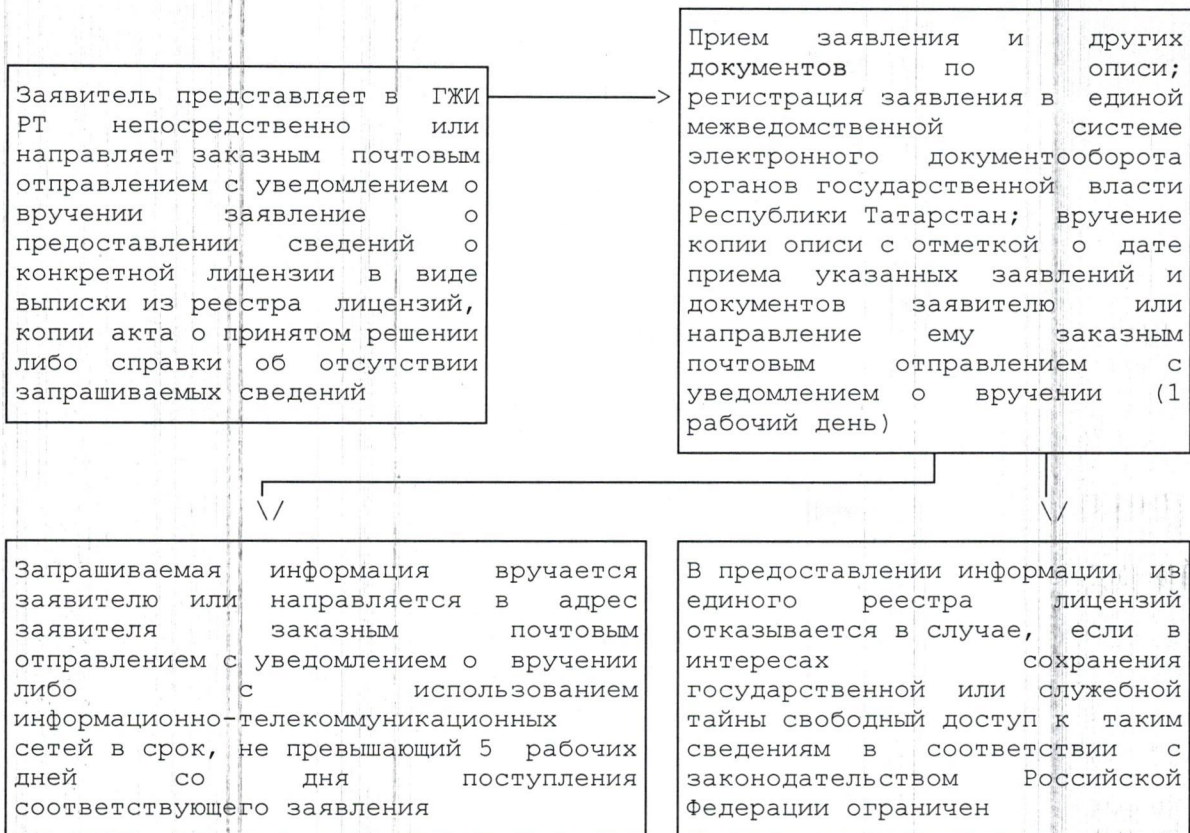 Заявитель представляет в ГЖИ
РТ непосредственно или
направляет заказным почтовым
отправлением с уведомлением о
вручении заявление о
предоставлении сведений о
конкретной лицензии в виде
выписки из реестра лицензий,
копии акта о принятом решении
либо справки об отсутствии
запрашиваемых сведений
Прием заявления и других
документов по описи;
регистрация заявления в единой
межведомственной системе
электронного документооборота
органов государственной власти
Республики Татарстан; вручение
копии описи с отметкой о дате
приема указанных заявлений и
документов заявителю или
направление ему заказным
почтовым отправлением с
уведомлением о вручении (1
рабочий день)
Запрашиваемая информация вручается
заявителю или направляется в адрес
заявителя заказным почтовым
отправлением с уведомлением о вручении
либо с использованием
информационно-телекоммуникационных
сетей в срок, не превышающий 5 рабочих
дней со дня поступления
соответствующего заявления
В предоставлении информации из
единого реестра лицензий
отказывается в случае, если в
интересах сохранения
государственной или служебной
тайны свободный доступ к таким
сведениям в соответствии с
законодательством Российской
Федерации ограничен